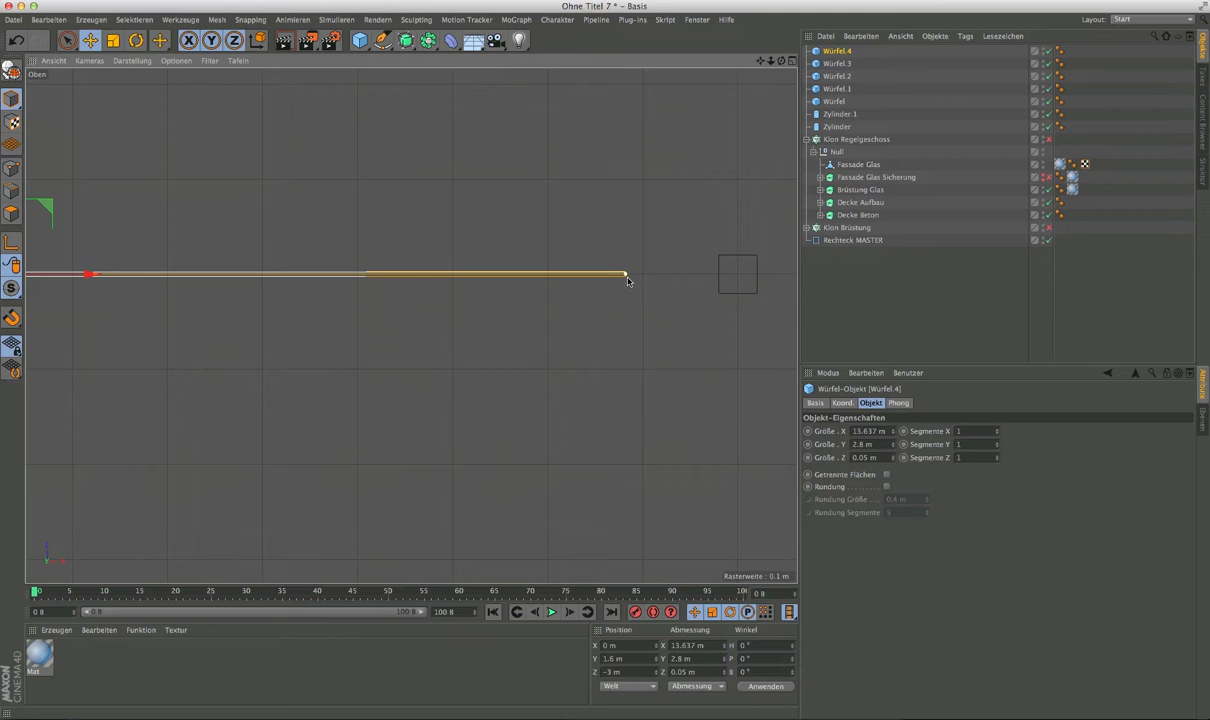 Ohne Titel 7 * - Basis
Datei Bearbeiten Erzeugen Selektieren Werkzeuge Mesh Snapping Animieren Simulieren Rendern Sculpting Motion Tracker MoGraph Charakter Pipeline Plug-ins Skript Fenster Hilfe
Layout: Start
X Y Z
Ansicht Kameras Darstellung Optionen Filter Tafeln
Oben
Datei Bearbeiten Ansicht Objekte Tags Lesezeichen
Würfel.4
Würfel.3
Würfel.2
Würfel.1
Würfel
Zylinder.1
Zylinder
Klon Regelgeschoss
Null
Fassade Glas
Fassade Glas Sicherung
Brüstung Glas
Decke Aufbau
Decke Beton
Klon Brüstung
Rechteck MASTER
Objekte
Takes
Content Browser
Struktur
Modus Bearbeiten Benutzer
Würfel-Objekt [Würfel.4]
Basis Koord. Objekt Phong
Objekt-Eigenschaften
Größe . X 13.637 m Segmente X 1
Größe . Y 2.8 m Segmente Y 1
Größe . Z 0.05 m Segmente Z 1
Getrennte Flächen
Rundung . . . . . . . . .
Rundung Größe . . . 0.4 m
Rundung Segmente 5
Attribute
Ebenen
Rasterweite : 0.1 m
0 5 10 15 20 25 30 35 40 45 50 55 60 65 70 75 80 85 90 95 100 0 B
0 B 0 B 100 B 100 B
Erzeugen Bearbeiten Funktion Textur
Mat
Position Abmessung Winkel
X 0 m X 13.637 m H 0 °
Y 1.6 m Y 2.8 m P 0 °
Z -3 m Z 0.05 m B 0 °
Welt Abmessung Anwenden
MAXON
CINEMA 4D